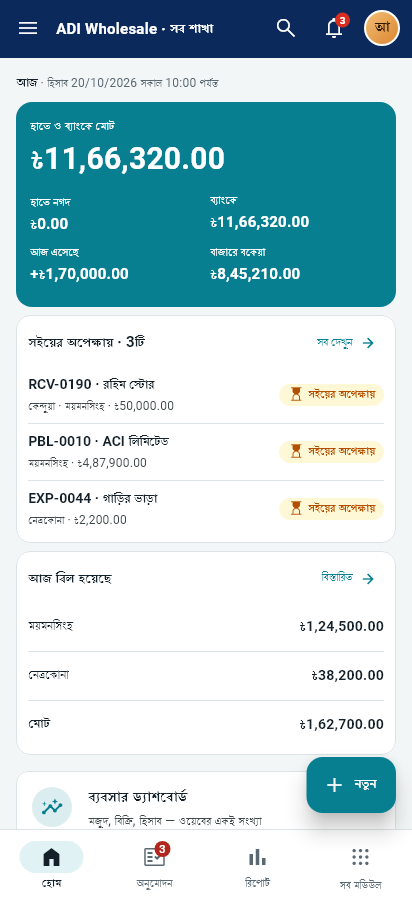 ADI Wholesale · সব শাখা
3
আ
আজ · হিসাব 20/10/2026 সকাল 10:00 পর্যন্ত
হাতে ও ব্যাংকে মোট
৳11,66,320.00
হাতে নগদ
ব্যাংকে
৳0.00
৳11,66,320.00
আজ এসেছে
বাজারে বকেয়া
+৳1,70,000.00
৳8,45,210.00
সইয়ের অপেক্ষায় · 3টি
সব দেখুন
RCV-0190 · রহিম স্টোর
কেন্দুয়া · ময়মনসিংহ · ৳50,000.00
সইয়ের অপেক্ষায়
PBL-0010 · ACI লিমিটেড
ময়মনসিংহ · ৳4,87,900.00
সইয়ের অপেক্ষায়
EXP-0044 · গাড়ির ভাড়া
নেত্রকোনা · ৳2,200.00
সইয়ের অপেক্ষায়
আজ বিল হয়েছে
বিস্তারিত
ময়মনসিংহ
৳1,24,500.00
নেত্রকোনা
৳38,200.00
মোট
৳1,62,700.00
নতুন
ব্যবসার ড্যাশবোর্ড
মজুদ, বিক্রি, হিসাব — ওয়েবের একই সংখ্যা
3
হোম
অনুমোদন
রিপোর্ট
সব মডিউল